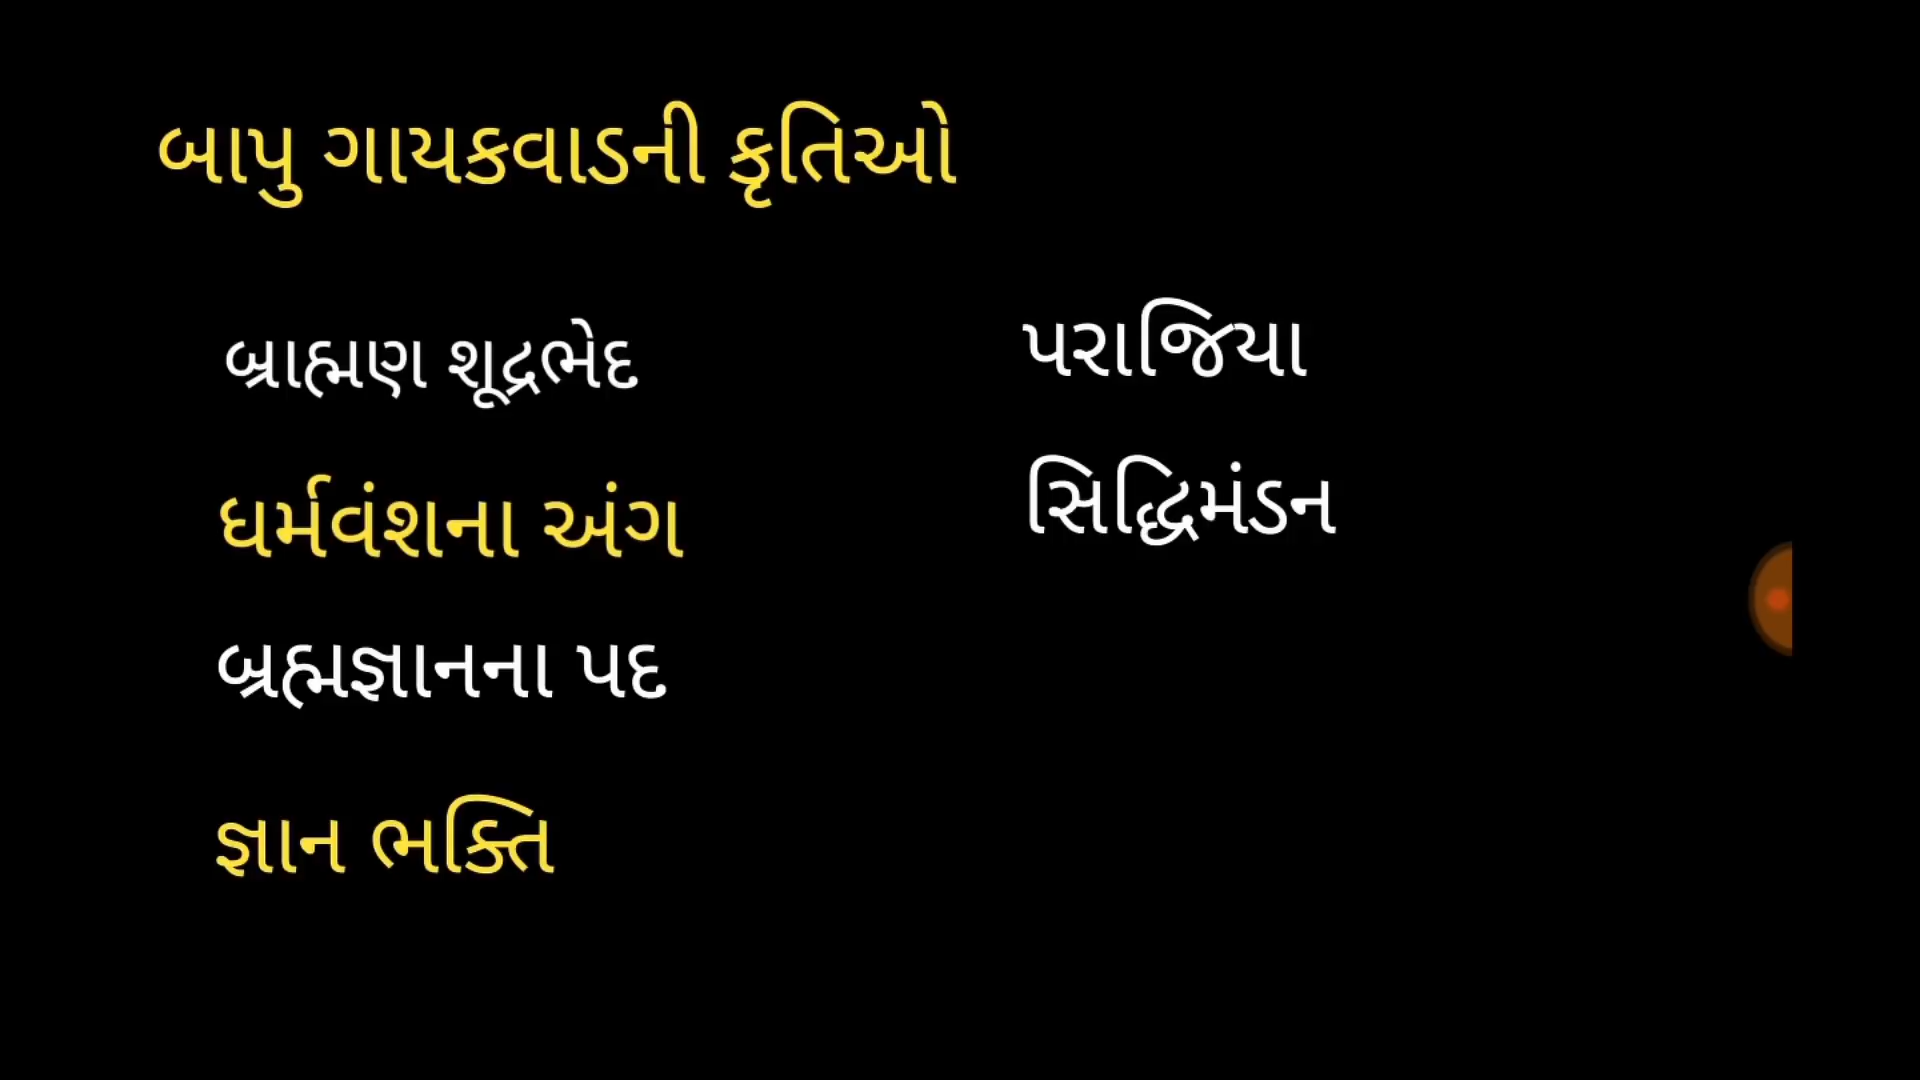 બાપુ ગાયકવાડની કૃતિઓ
બ્રાહ્મણ શૂદ્રભેદ
ધર્મવંશના અંગ
બ્રહ્મજ્ઞાનના પદ
જ્ઞાન ભક્તિ
પરાજિયા
સિદ્ધિમંડન